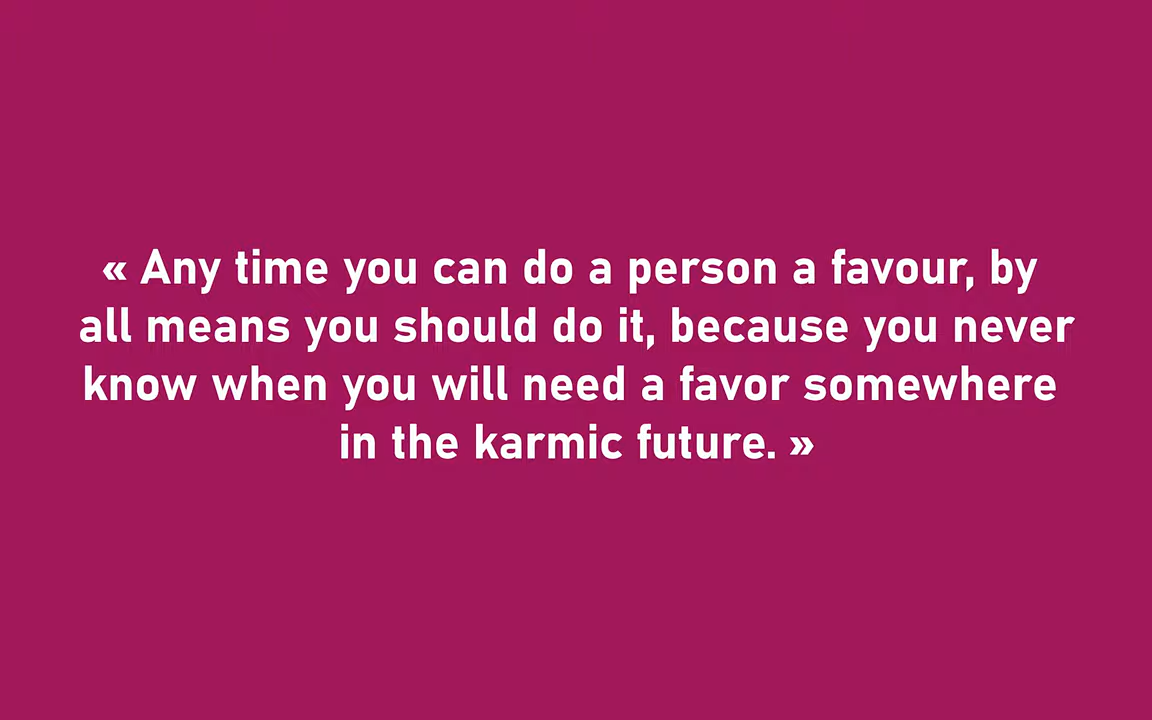 « Any time you can do a person a favour, by
all means you should do it, because you never
know when you will need a favor somewhere
in the karmic future. »